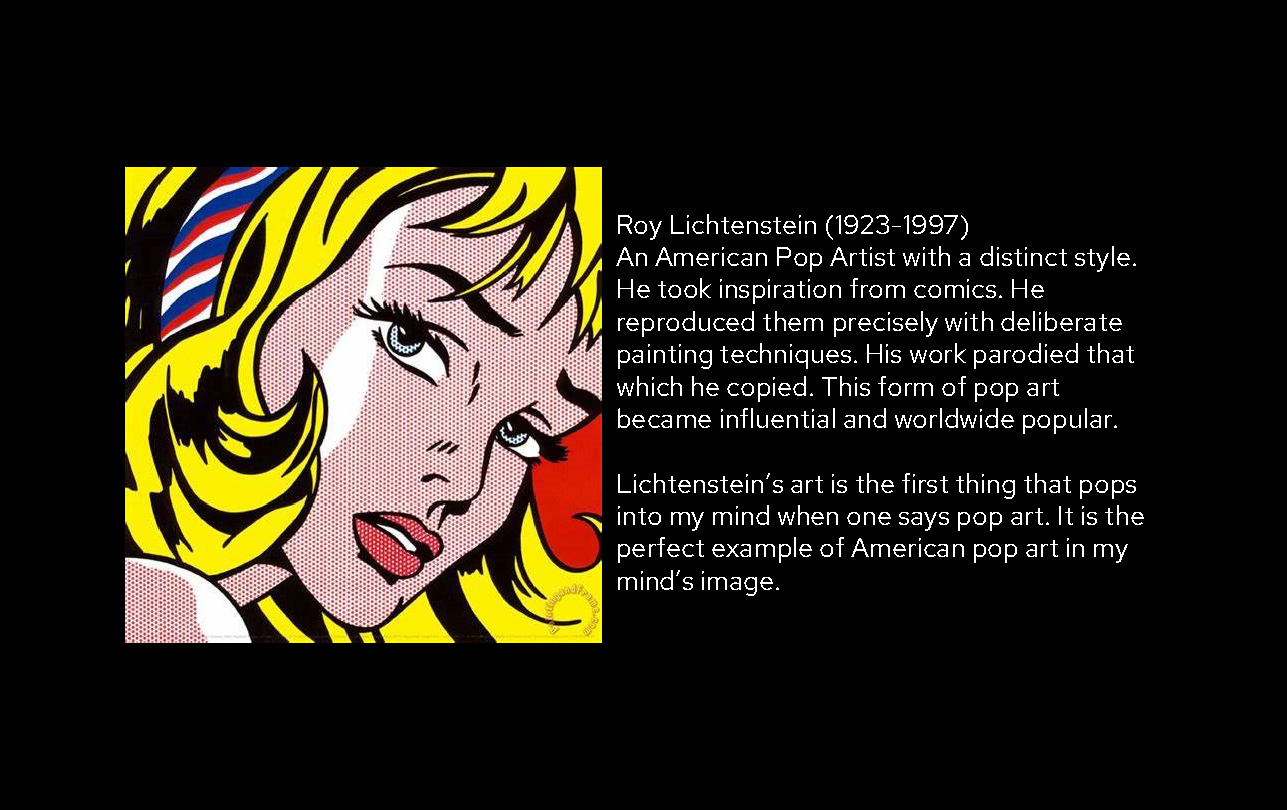 Roy Lichtenstein (1923-1997)
An American Pop Artist with a distinct style.
He took inspiration from comics. He
reproduced them precisely with deliberate
painting techniques. His work parodied that
which he copied. This form of pop art
became influential and worldwide popular.
Lichtenstein’s art is the first thing that pops
into my mind when one says pop art. It is the
perfect example of American pop art in my
mind’s image.